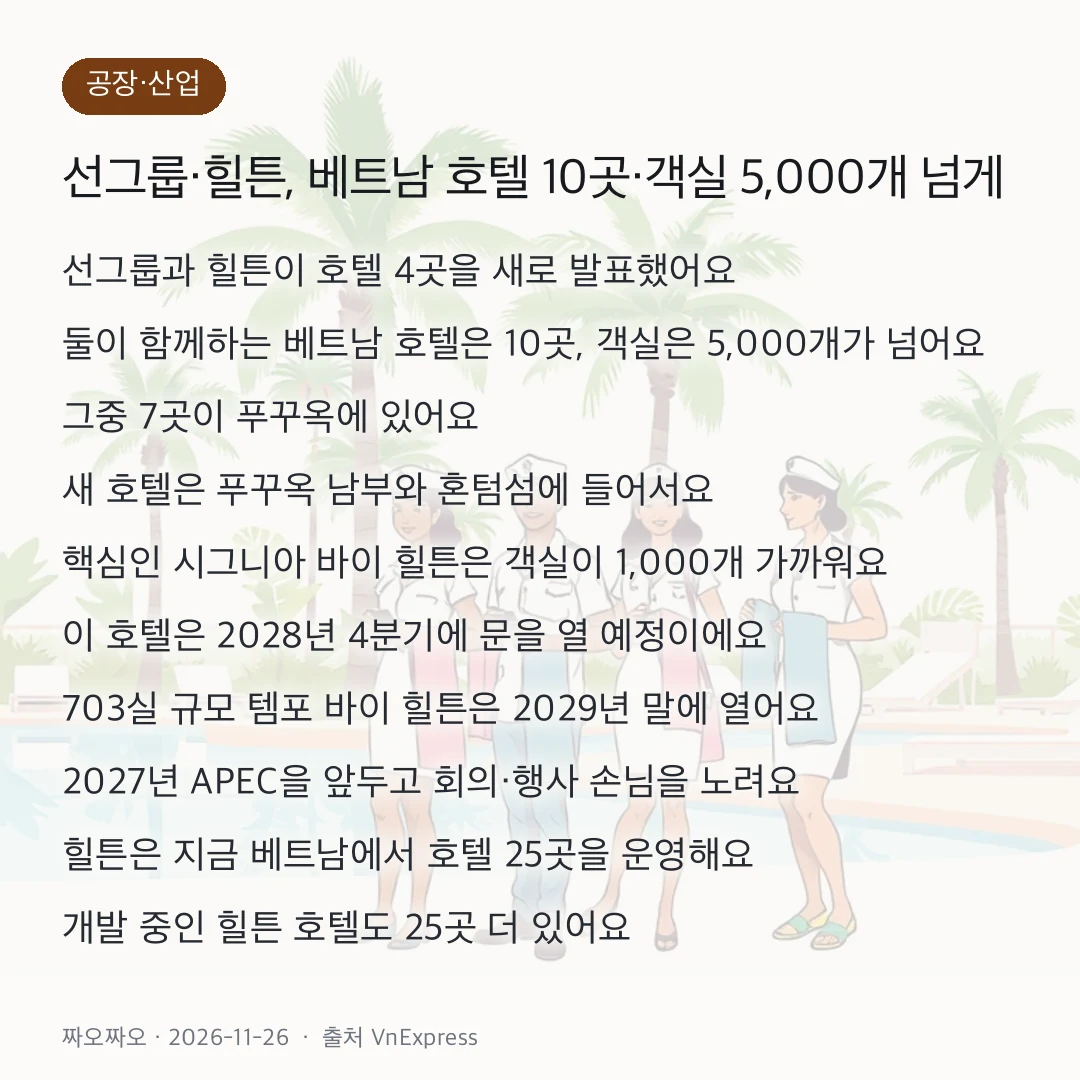 공장·산업
선그룹·힐튼, 베트남 호텔 10곳·객실 5,000개 넘게
선그룹과 힐튼이 호텔 4곳을 새로 발표했어요
둘이 함께하는 베트남 호텔은 10곳, 객실은 5,000개가 넘어요
그중 7곳이 푸꾸옥에 있어요
새 호텔은 푸꾸옥 남부와 혼텀섬에 들어서요
핵심인 시그니아 바이 힐튼은 객실이 1,000개 가까워요
이 호텔은 2028년 4분기에 문을 열 예정이에요
703실 규모 템포 바이 힐튼은 2029년 말에 열어요
2027년 APEC을 앞두고 회의·행사 손님을 노려요
힐튼은 지금 베트남에서 호텔 25곳을 운영해요
개발 중인 힐튼 호텔도 25곳 더 있어요
짜오짜오 · 2026-11-26 · 출처 VnExpress